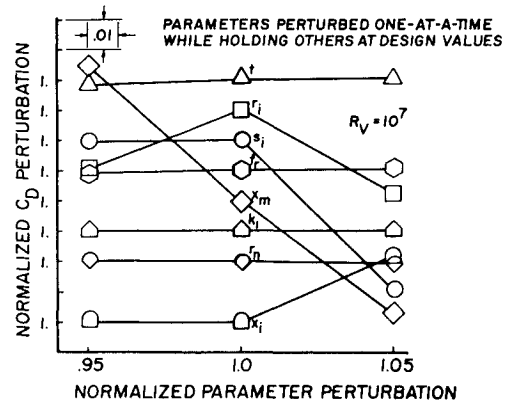 PARAMETERS PERTURBED ONE-AT-A-TIME
WHILE HOLDING OTHERS AT DESIGN VALUES
.01
t
1.
r_i
1.
R_V = 10^7
s_i
1.
f_r
1.
x_m
1.
k_1
1.
r_n
1.
x_i
1.
NORMALIZED C_D PERTURBATION
.95
1.0
1.05
NORMALIZED PARAMETER PERTURBATION